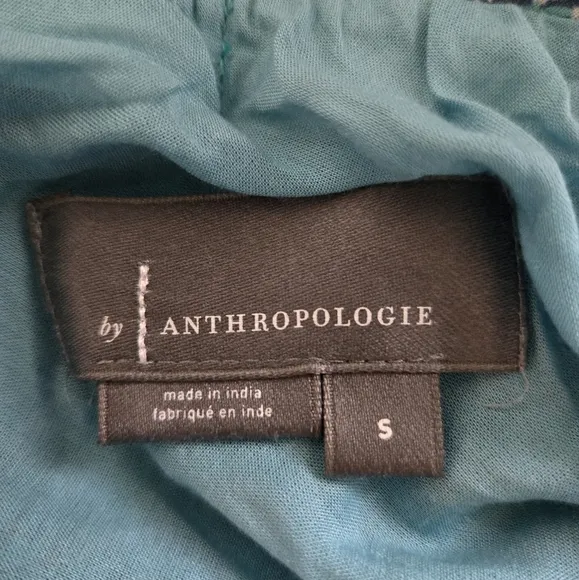 by ANTHROPOLOGIE
made in india
fabriqué en inde
S